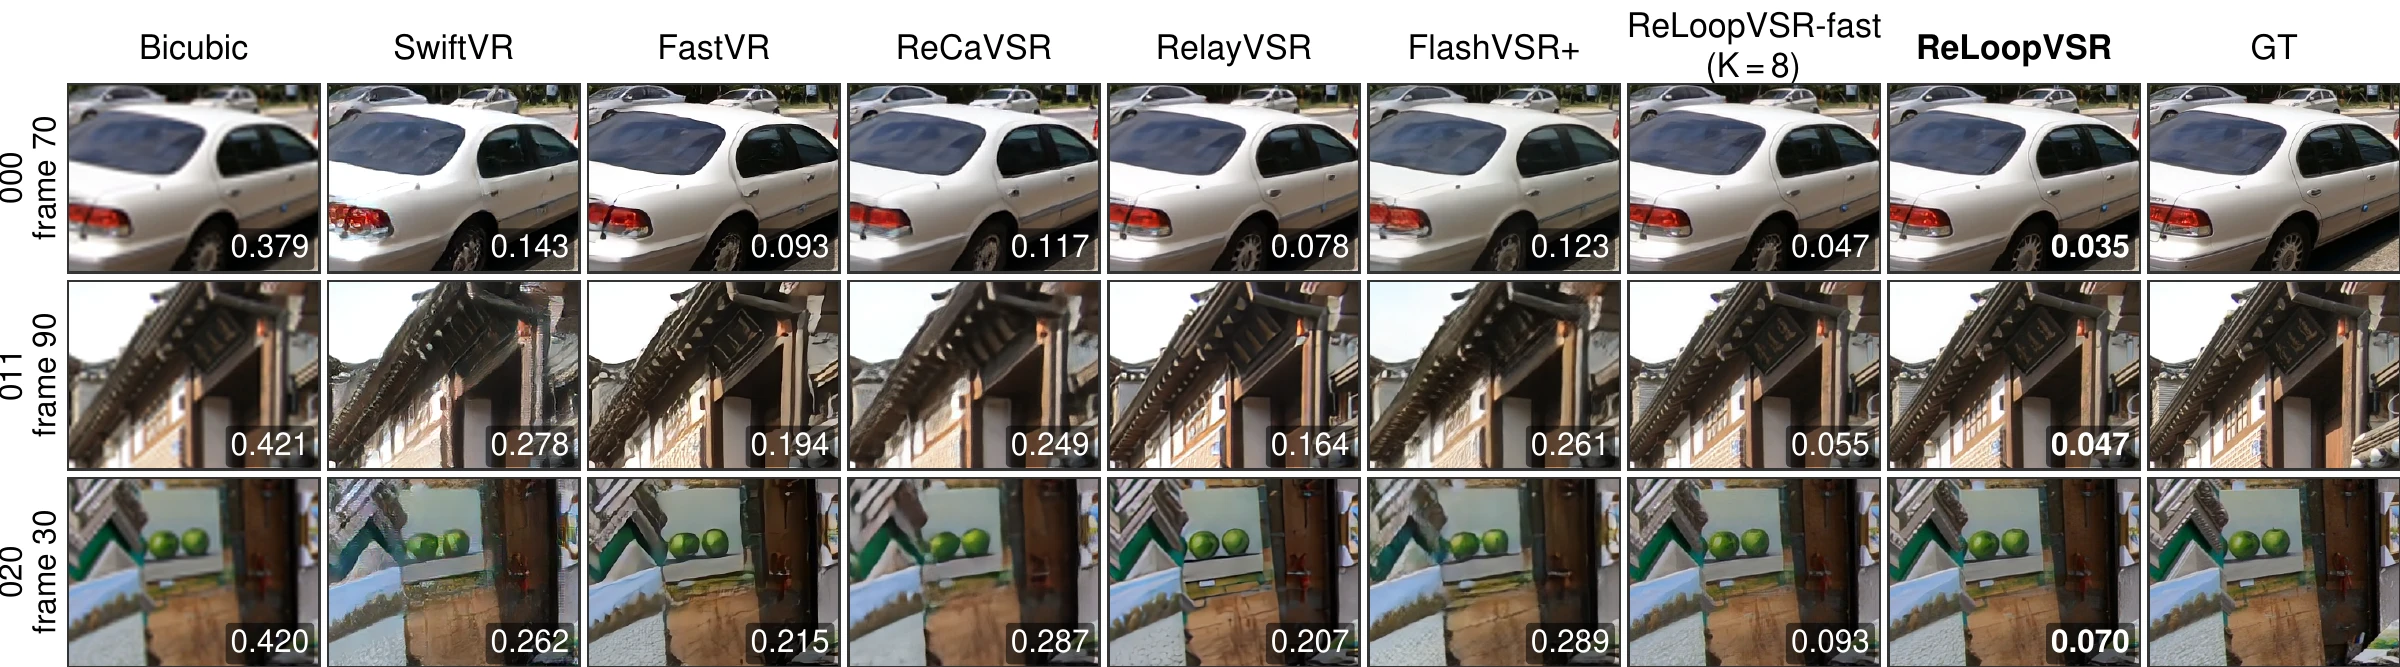 Bicubic SwiftVR FastVR ReCaVSR RelayVSR FlashVSR+ ReLoopVSR-fast (K = 8) ReLoopVSR GT
000 frame 70
0.379 0.143 0.093 0.117 0.078 0.123 0.047 0.035
011 frame 90
0.421 0.278 0.194 0.249 0.164 0.261 0.055 0.047
020 frame 30
0.420 0.262 0.215 0.287 0.207 0.289 0.093 0.070